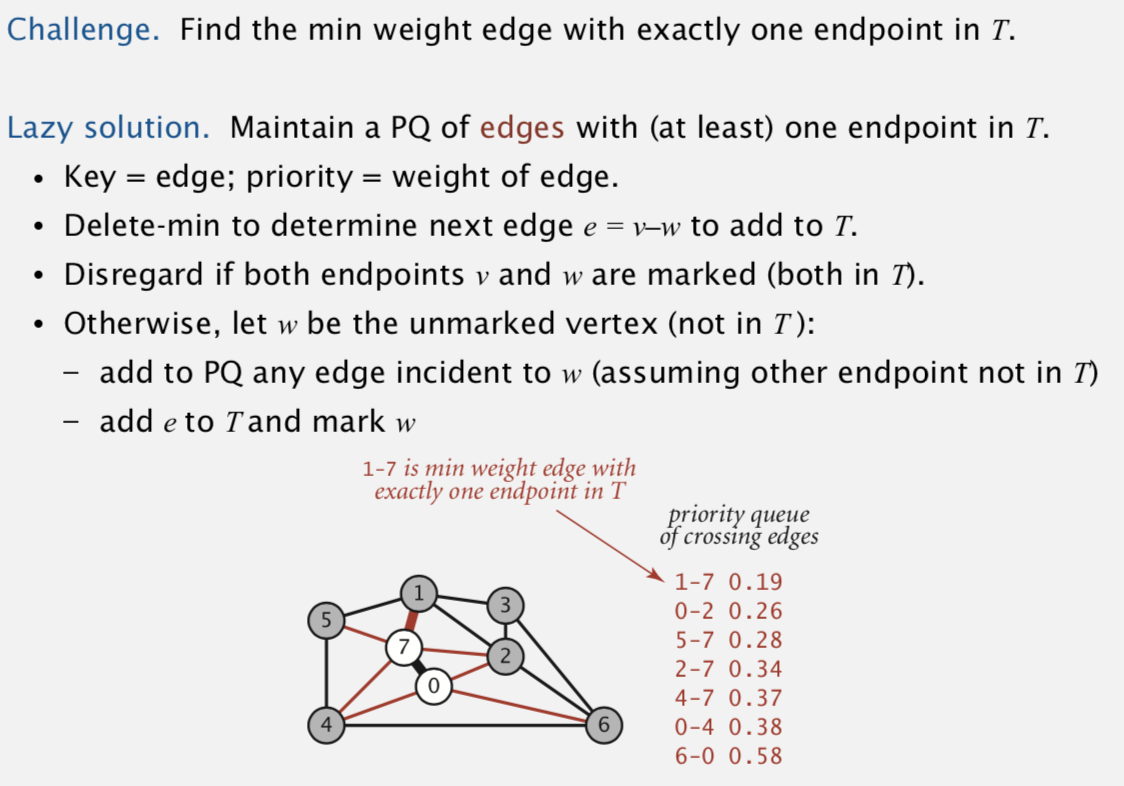 Challenge. Find the min weight edge with exactly one endpoint in T.
Lazy solution. Maintain a PQ of edges with (at least) one endpoint in T.
• Key = edge; priority = weight of edge.
• Delete-min to determine next edge e = v–w to add to T.
• Disregard if both endpoints v and w are marked (both in T).
• Otherwise, let w be the unmarked vertex (not in T ):
– add to PQ any edge incident to w (assuming other endpoint not in T)
– add e to T and mark w
1-7 is min weight edge with
exactly one endpoint in T
priority queue
of crossing edges
1-7 0.19
0-2 0.26
5-7 0.28
2-7 0.34
4-7 0.37
0-4 0.38
6-0 0.58
1
3
5
7
2
0
4
6